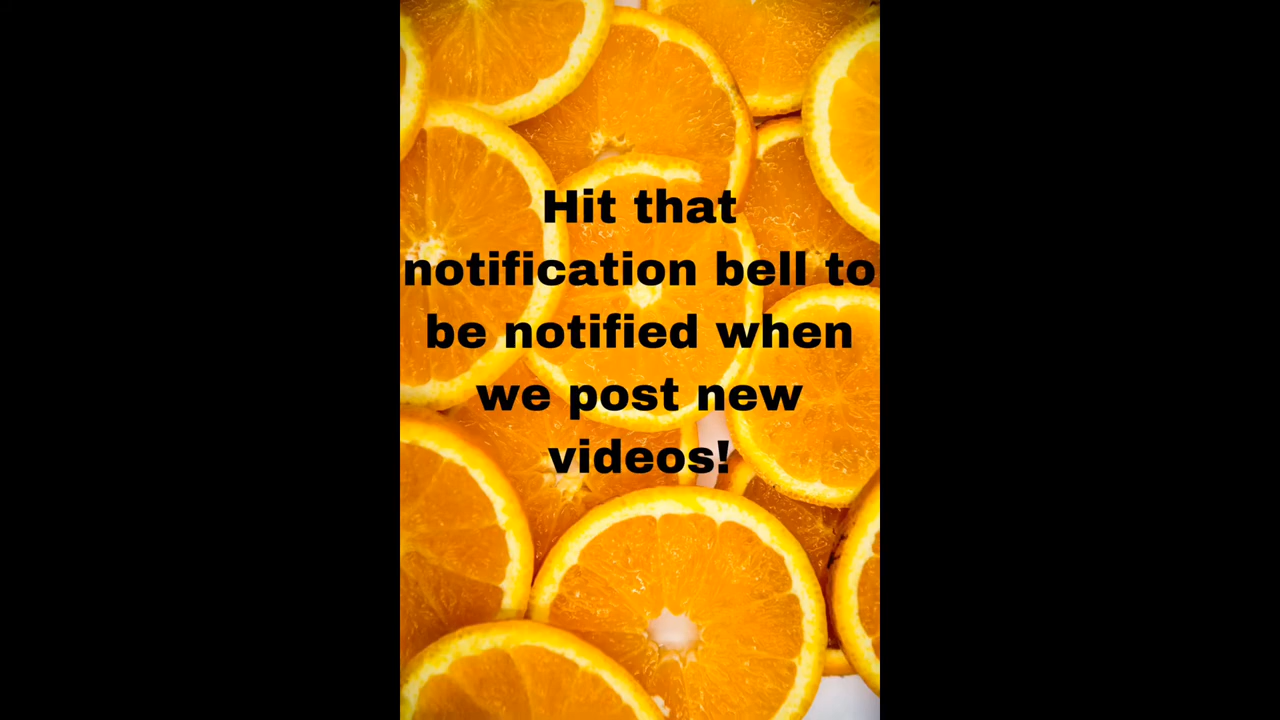 Hit that
notification bell to
be notified when
we post new
videos!